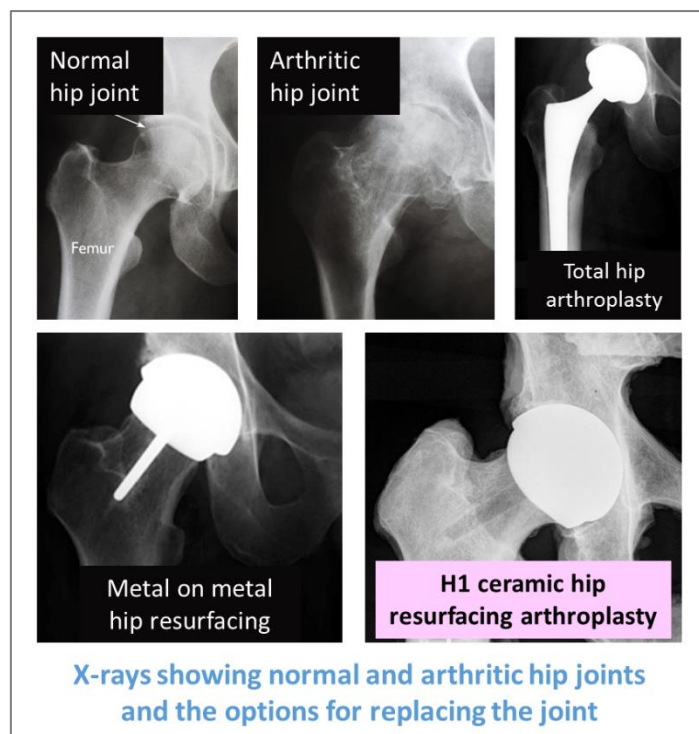 Normal
hip joint
Femur
Arthritic
hip joint
Total hip
arthroplasty
Metal on metal
hip resurfacing
H1 ceramic hip
resurfacing arthroplasty
X-rays showing normal and arthritic hip joints
and the options for replacing the joint